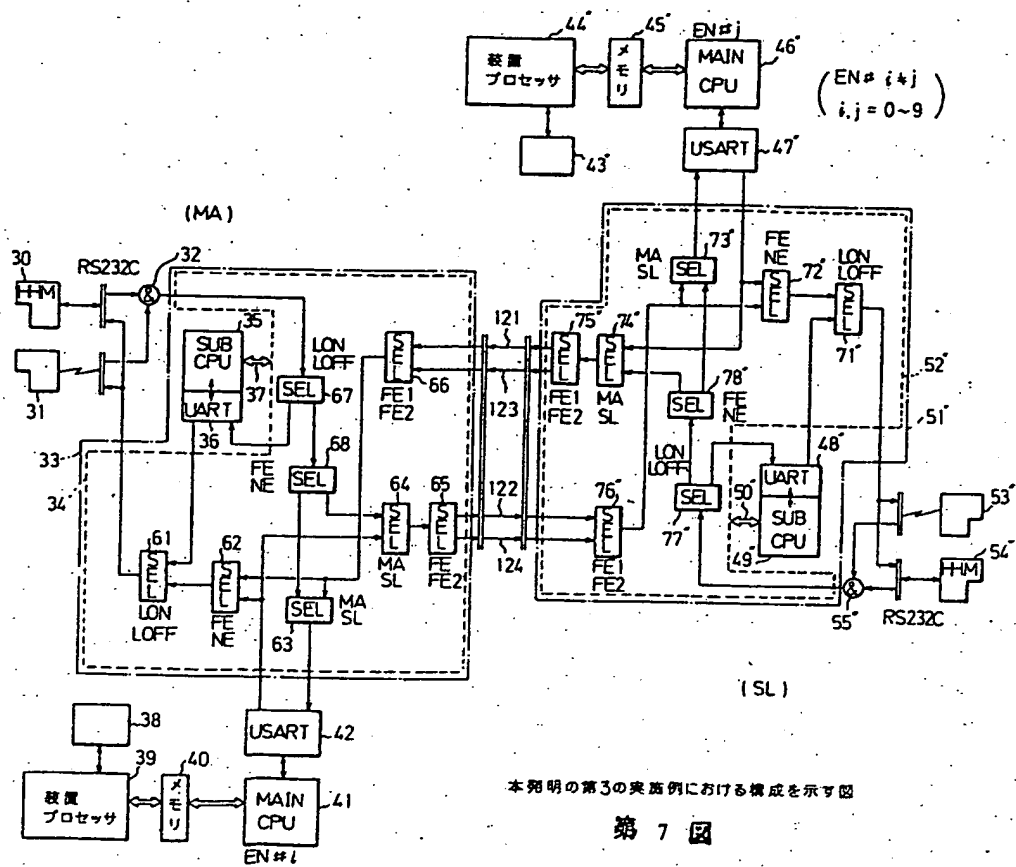 44"
45"
EN#j
46"
装置
プロセッサ
メモリ
MAIN
CPU
(EN# i≠j
i,j=0~9)
43"
USART
47"
(MA)
30
HHM
RS232C
32
&
31
35
SUB
CPU
37
UART
36
33
34
LON
LOFF
SEL
67
SEL
66
FE1
FE2
FE
NE
SEL
68
64
SEL
MA
SL
65
SEL
FE
FE2
61
SEL
LON
LOFF
62
SEL
FE
NE
SEL
63
MA
SL
121
123
122
124
MA
SL
73"
SEL
FE
NE
72"
SEL
LON
LOFF
SEL
71"
75"
SEL
FE1
FE2
74"
SEL
MA
SL
78"
SEL
FE
NE
52"
51"
LON
LOFF
SEL
77"
48"
UART
50"
SUB
CPU
49"
76"
SEL
FE1
FE2
53"
54"
HHM
&
55"
RS232C
(SL)
38
39
40
USART
42
装置
プロセッサ
メモリ
MAIN
CPU
41
EN#i
本発明の第3の実施例における構成を示す図
第 7 図